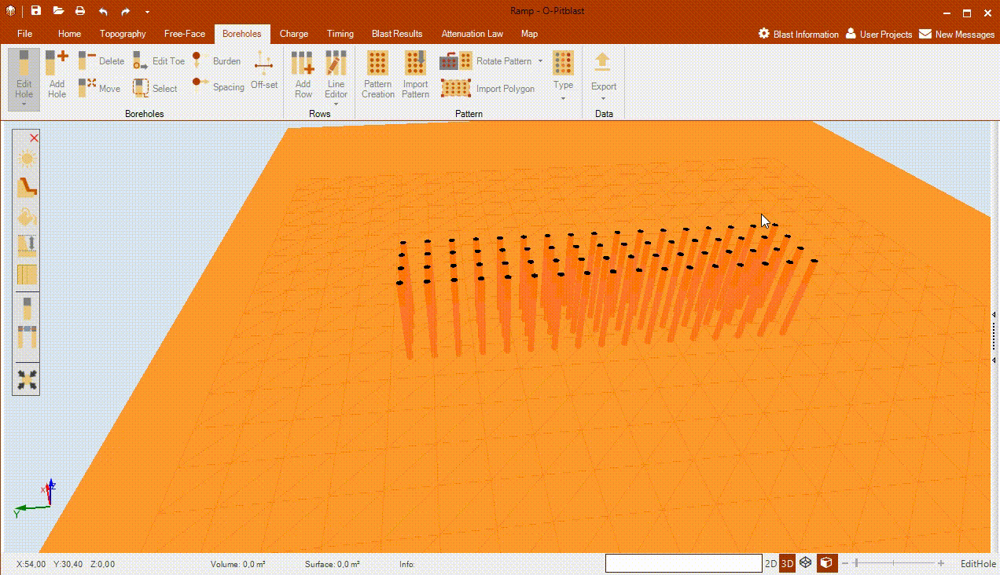 Ramp - O-Pitblast
File Home Topography Free-Face Boreholes Charge Timing Blast Results Attenuation Law Map Blast Information User Projects New Messages
Edit Hole
Add Hole
Delete
Move
Edit Toe
Select
Burden
Spacing
Off-set
Add Row
Line Editor
Pattern Creation
Import Pattern
Rotate Pattern
Import Polygon
Type
Export
Boreholes Rows Pattern Data
X Z
Y
X:54,00 Y:30,40 Z:0,00 Volume: 0,0 m³ Surface: 0,0 m² Info: 2D 3D EditHole